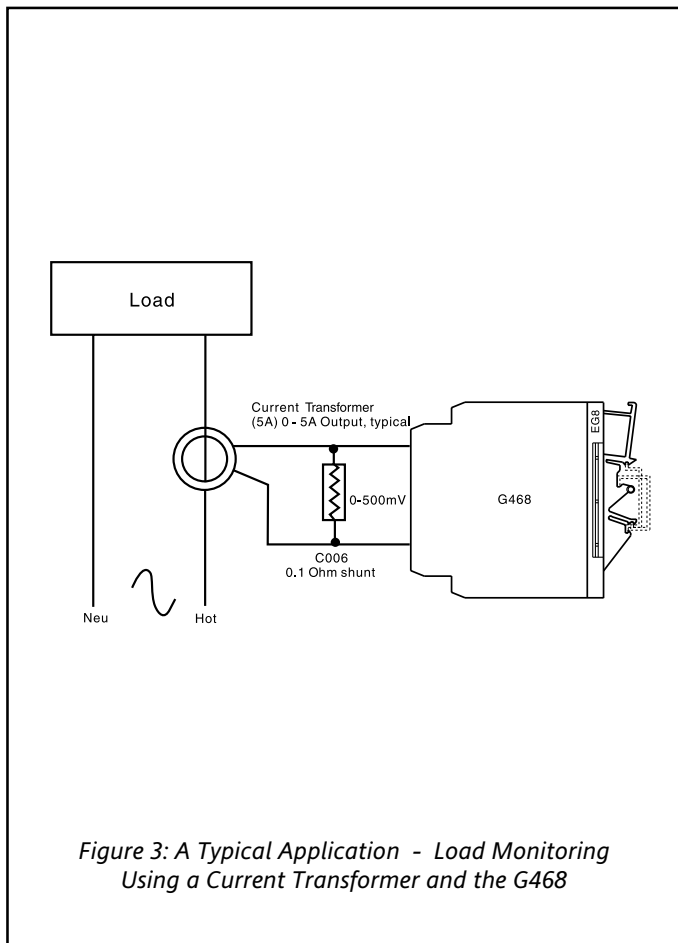 Load
Current Transformer
(5A) 0 - 5A Output, typical
EG8
0-500mV
G468
C006
0.1 Ohm shunt
Neu
Hot
Figure 3: A Typical Application - Load Monitoring
Using a Current Transformer and the G468